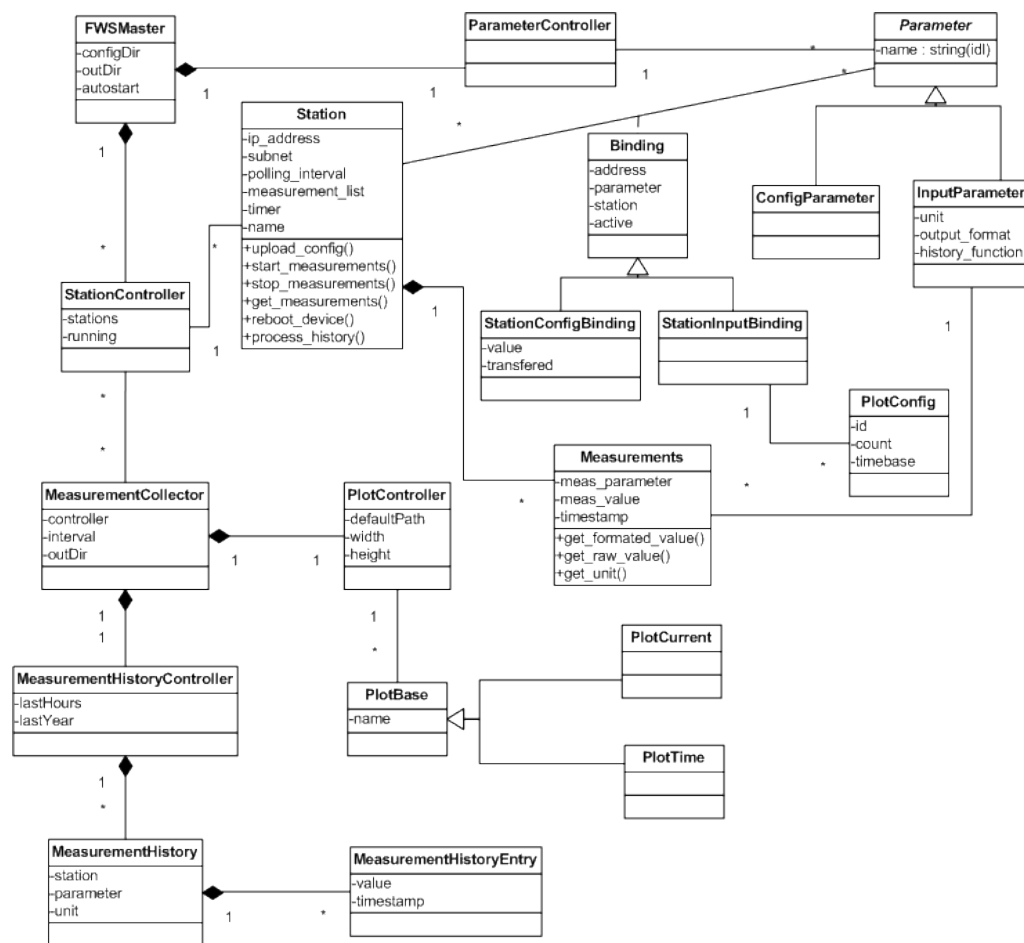 FWSMaster
-configDir
-outDir
-autostart
1
1
ParameterController
1
1
*
Parameter
-name : string(idl)
*
Station
-ip_address
-subnet
-polling_interval
-measurement_list
-timer
-name
+upload_config()
+start_measurements()
+stop_measurements()
+get_measurements()
+reboot_device()
+process_history()
*
1
Binding
-address
-parameter
-station
-active
ConfigParameter
InputParameter
-unit
-output_format
-history_function
*
*
StationController
-stations
-running
1
*
StationConfigBinding
-value
-transfered
StationInputBinding
1
1
PlotConfig
-id
-count
-timebase
*
*
MeasurementCollector
-controller
-interval
-outDir
1
1
1
1
PlotController
-defaultPath
-width
-height
1
*
Measurements
-meas_parameter
-meas_value
-timestamp
+get_formated_value()
+get_raw_value()
+get_unit()
*
*
MeasurementHistoryController
-lastHours
-lastYear
1
*
PlotBase
-name
PlotCurrent
PlotTime
MeasurementHistory
-station
-parameter
-unit
1
*
MeasurementHistoryEntry
-value
-timestamp